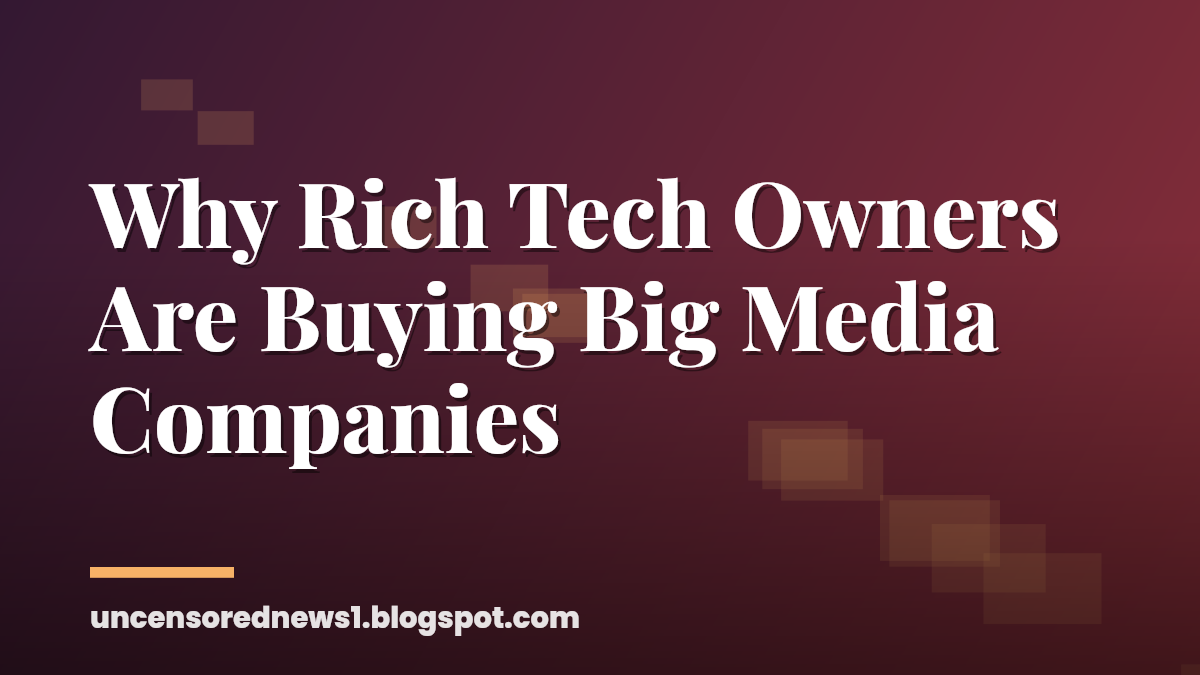 Why Rich Tech Owners
Are Buying Big Media
Companies
uncensorednews1.blogspot.com